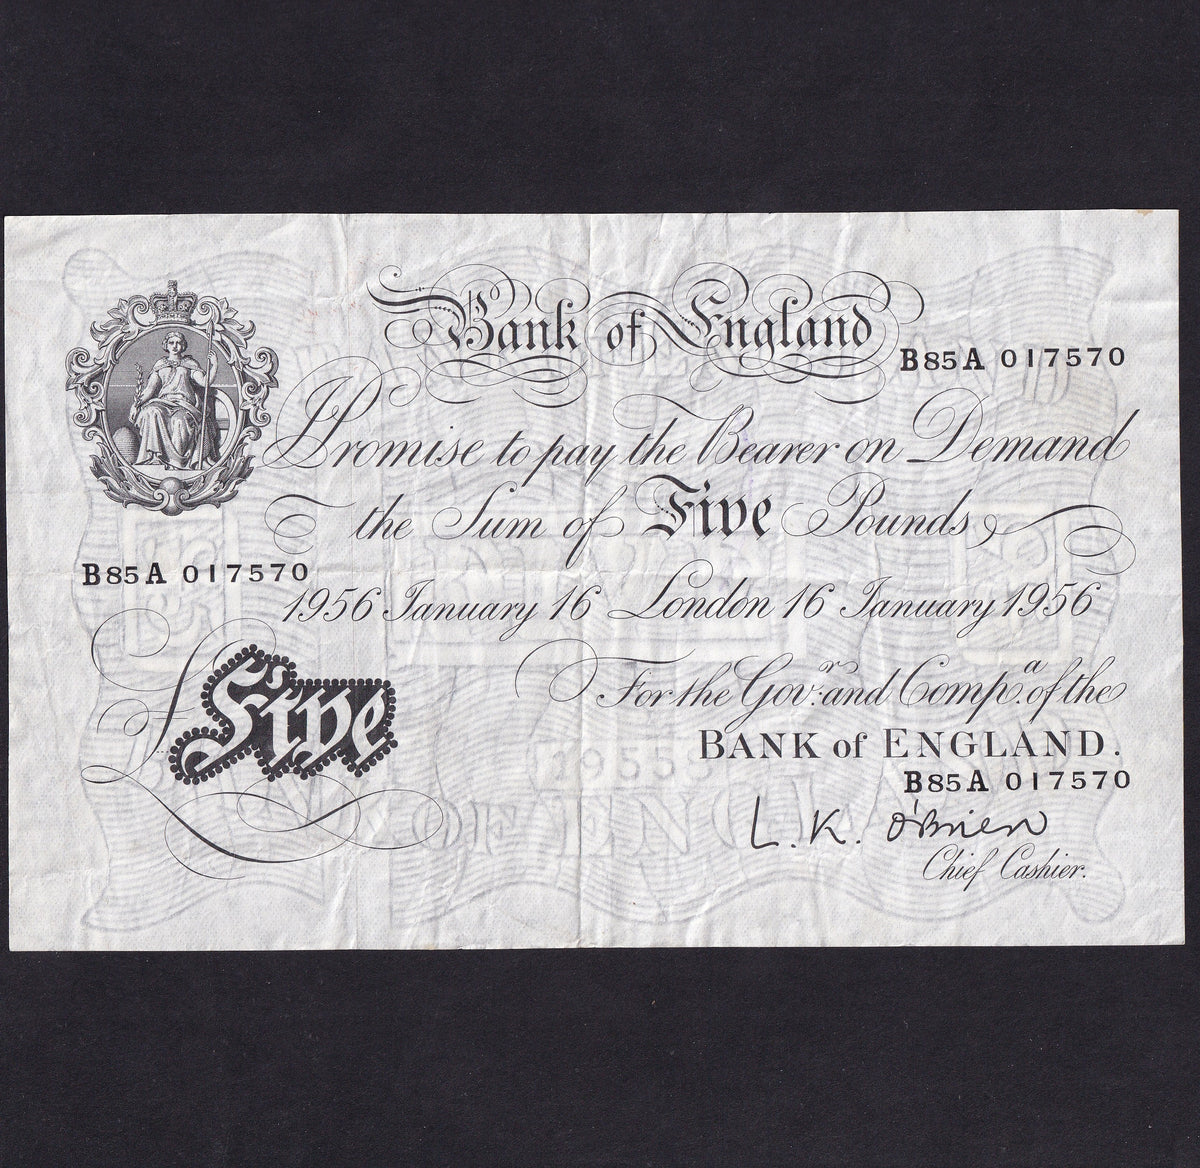 Bank of England
B85A 017570
I Promise to pay the Bearer on Demand
the Sum of Five Pounds
B85A 017570
1956 January 16 London 16 January 1956
£Five
For the Gov.r and Comp.a of the
BANK of ENGLAND.
B85A 017570
L. K. O'Brien
Chief Cashier.